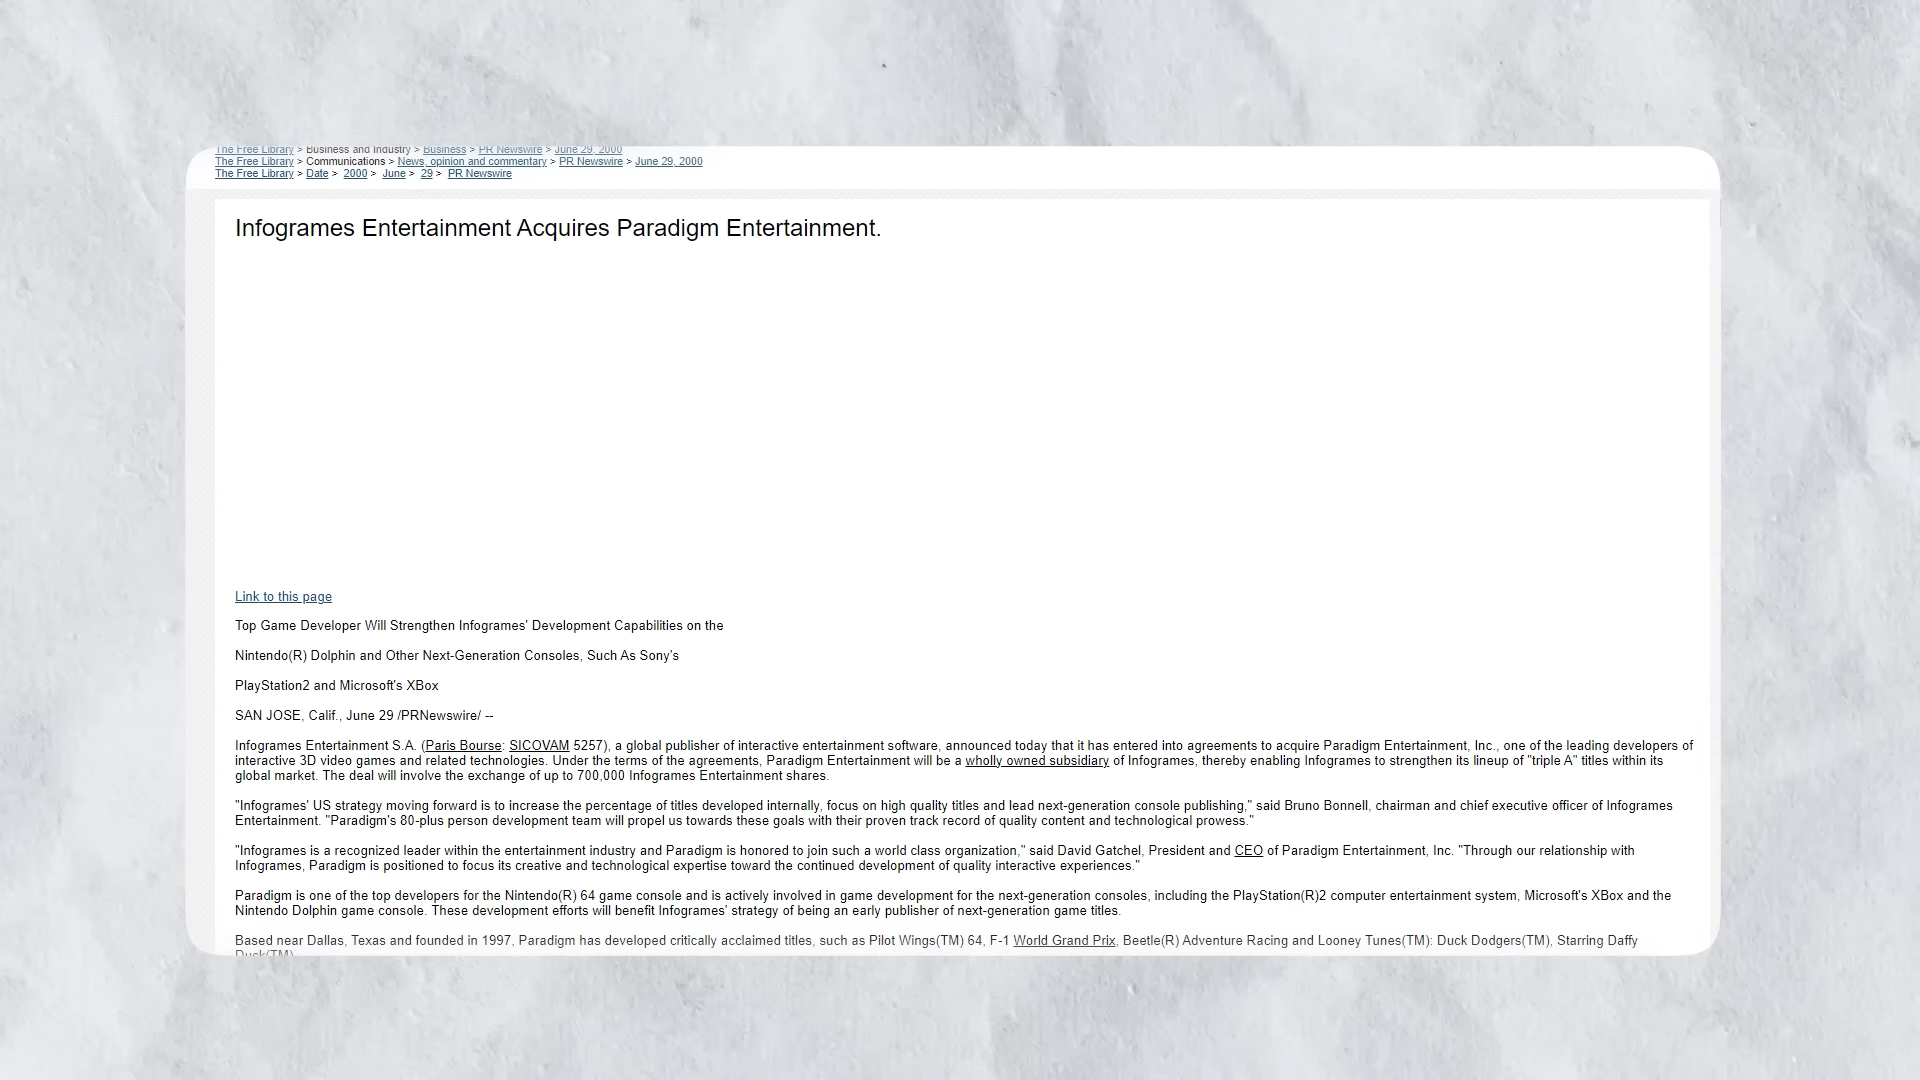 The Free Library > Business and Industry > Business > PR Newswire > June 29, 2000
The Free Library > Communications > News, opinion and commentary > PR Newswire > June 29, 2000
The Free Library > Date > 2000 > June > 29 > PR Newswire
Infogrames Entertainment Acquires Paradigm Entertainment.
Link to this page
Top Game Developer Will Strengthen Infogrames' Development Capabilities on the
Nintendo(R) Dolphin and Other Next-Generation Consoles, Such As Sony's
PlayStation2 and Microsoft's XBox
SAN JOSE, Calif., June 29 /PRNewswire/ --
Infogrames Entertainment S.A. (Paris Bourse: SICOVAM 5257), a global publisher of interactive entertainment software, announced today that it has entered into agreements to acquire Paradigm Entertainment, Inc., one of the leading developers of
interactive 3D video games and related technologies. Under the terms of the agreements, Paradigm Entertainment will be a wholly owned subsidiary of Infogrames, thereby enabling Infogrames to strengthen its lineup of "triple A" titles within its
global market. The deal will involve the exchange of up to 700,000 Infogrames Entertainment shares.
"Infogrames' US strategy moving forward is to increase the percentage of titles developed internally, focus on high quality titles and lead next-generation console publishing," said Bruno Bonnell, chairman and chief executive officer of Infogrames
Entertainment. "Paradigm's 80-plus person development team will propel us towards these goals with their proven track record of quality content and technological prowess."
"Infogrames is a recognized leader within the entertainment industry and Paradigm is honored to join such a world class organization," said David Gatchel, President and CEO of Paradigm Entertainment, Inc. "Through our relationship with
Infogrames, Paradigm is positioned to focus its creative and technological expertise toward the continued development of quality interactive experiences."
Paradigm is one of the top developers for the Nintendo(R) 64 game console and is actively involved in game development for the next-generation consoles, including the PlayStation(R)2 computer entertainment system, Microsoft's XBox and the
Nintendo Dolphin game console. These development efforts will benefit Infogrames' strategy of being an early publisher of next-generation game titles.
Based near Dallas, Texas and founded in 1997, Paradigm has developed critically acclaimed titles, such as Pilot Wings(TM) 64, F-1 World Grand Prix, Beetle(R) Adventure Racing and Looney Tunes(TM): Duck Dodgers(TM), Starring Daffy
Duck(TM)